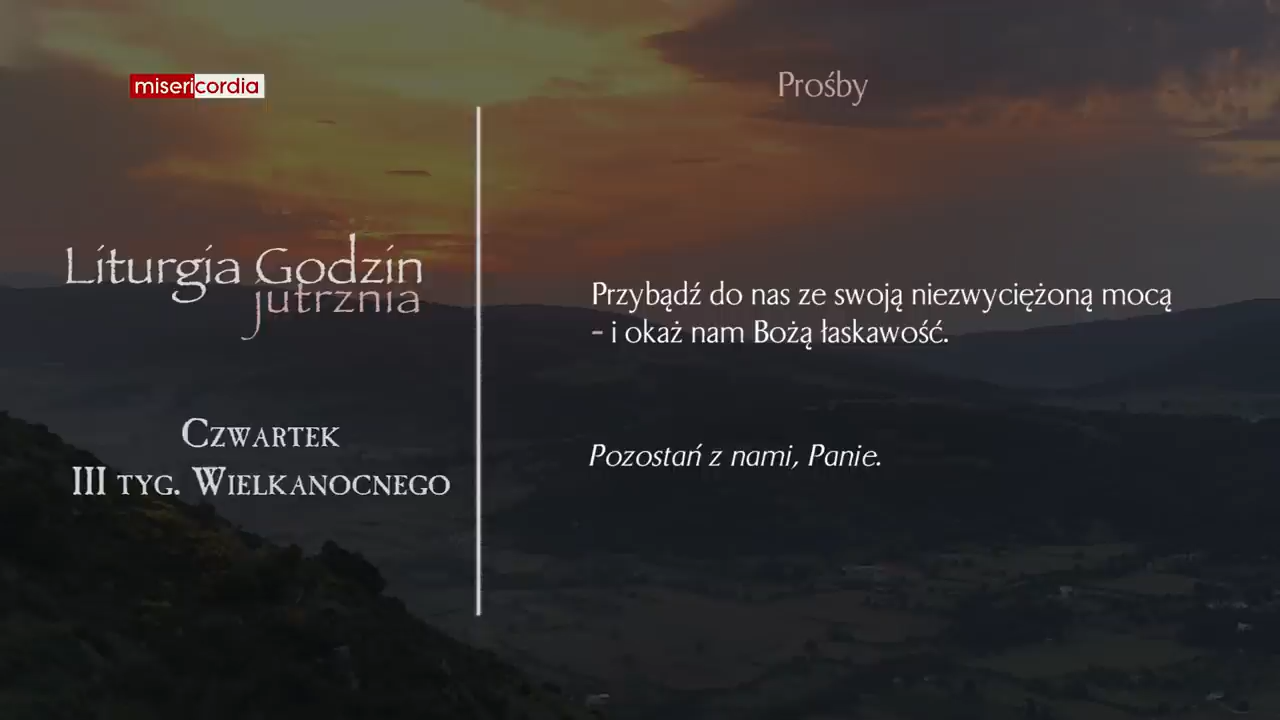 misericordia
Prośby
Liturgia Godzin
jutrznia
Przybądź do nas ze swoją niezwyciężoną mocą
- i okaż nam Bożą łaskawość.
Czwartek
III tyg. Wielkanocnego
Pozostań z nami, Panie.